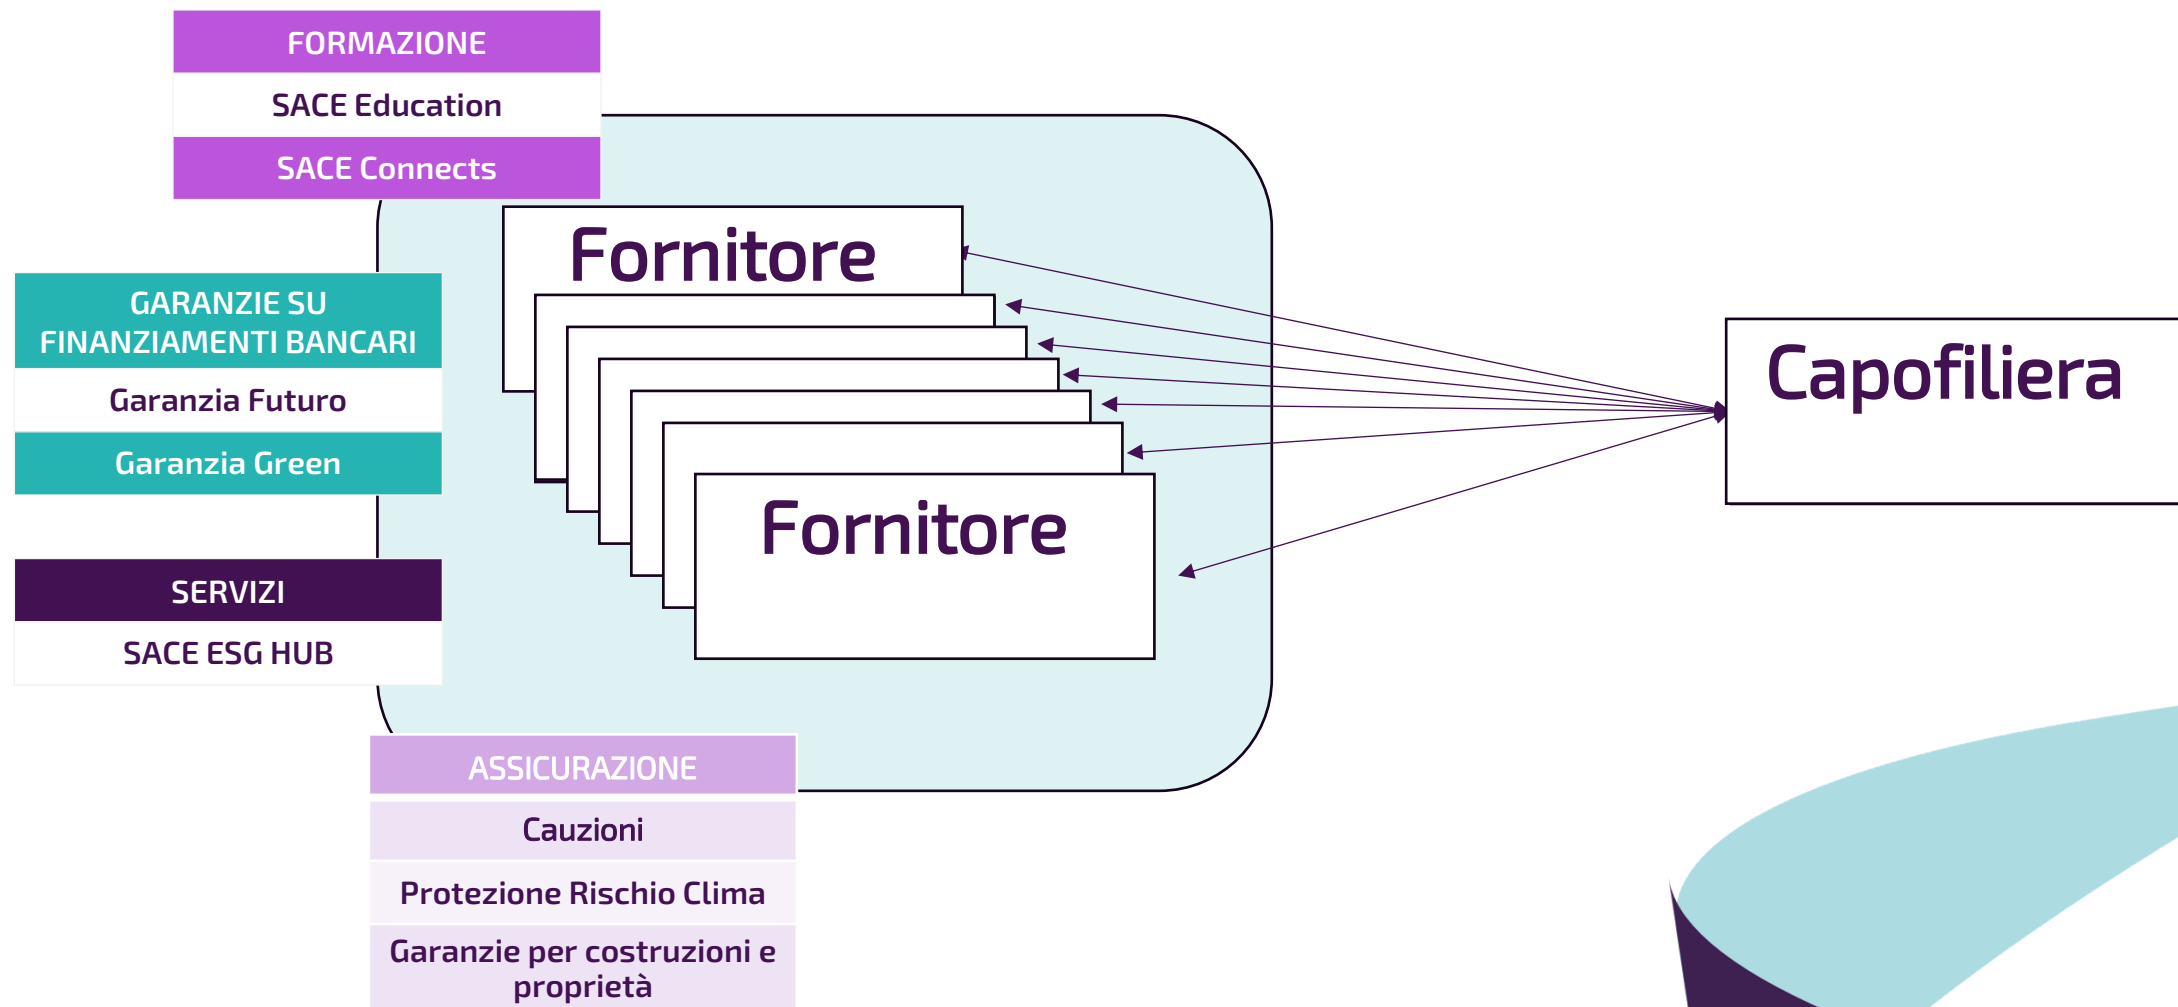 FORMAZIONE
SACE Education
SACE Connects
Fornitore
GARANZIE SU
FINANZIAMENTI BANCARI
Garanzia Futuro
Garanzia Green
Capofiliera
Fornitore
SERVIZI
SACE ESG HUB
ASSICURAZIONE
Cauzioni
Protezione Rischio Clima
Garanzie per costruzioni e
proprietà